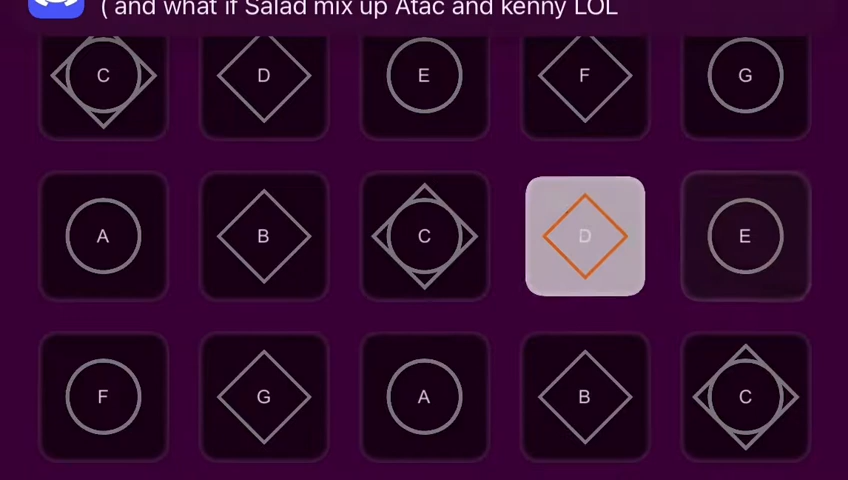 ( and what if Salad mix up Atac and kenny LOL
C D E F G
A B C D E
F G A B C